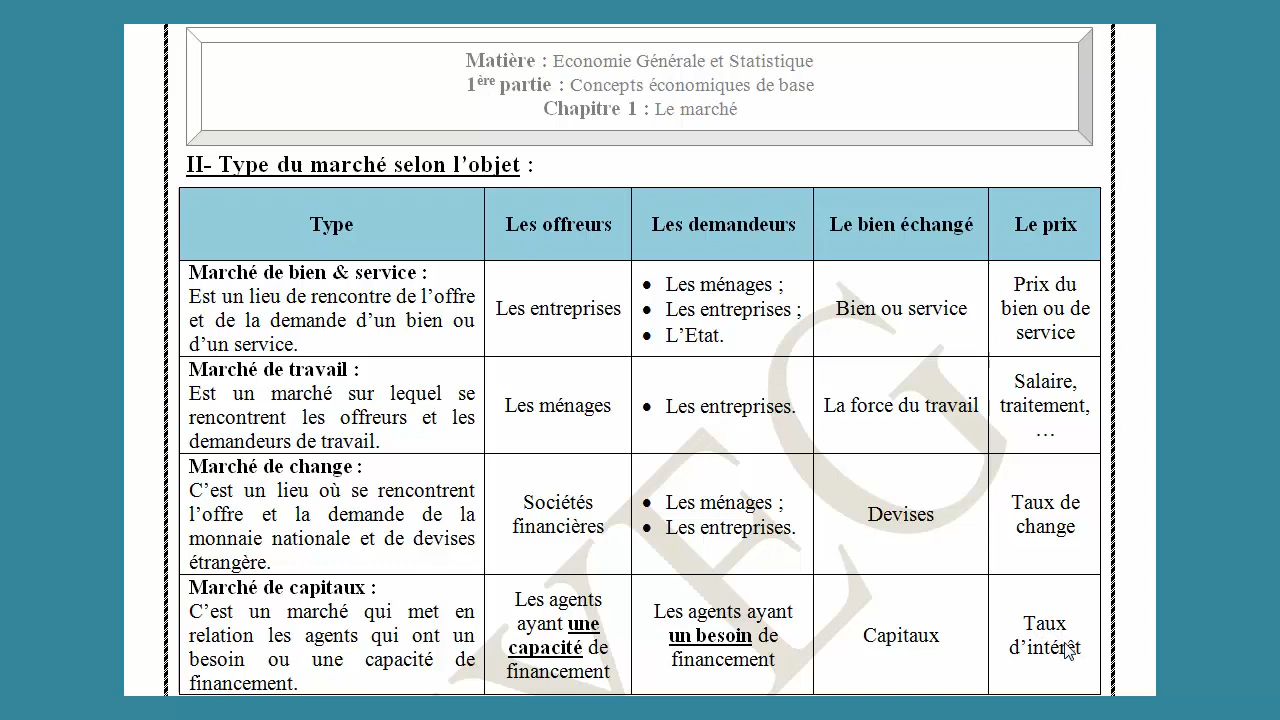 Matière : Economie Générale et Statistique
1ère partie : Concepts économiques de base
Chapitre 1 : Le marché
II- Type du marché selon l’objet :
Type
Les offreurs
Les demandeurs
Le bien échangé
Le prix
Marché de bien & service :
Est un lieu de rencontre de l’offre
et de la demande d’un bien ou
d’un service.
Les entreprises
• Les ménages ;
• Les entreprises ;
• L’Etat.
Bien ou service
Prix du
bien ou de
service
Marché de travail :
Est un marché sur lequel se
rencontrent les offreurs et les
demandeurs de travail.
Les ménages
• Les entreprises.
La force du travail
Salaire,
traitement,
…
Marché de change :
C’est un lieu où se rencontrent
l’offre et la demande de la
monnaie nationale et de devises
étrangère.
Sociétés
financières
• Les ménages ;
• Les entreprises.
Devises
Taux de
change
Marché de capitaux :
C’est un marché qui met en
relation les agents qui ont un
besoin ou une capacité de
financement.
Les agents
ayant une
capacité de
financement
Les agents ayant
un besoin de
financement
Capitaux
Taux
d’intérêt